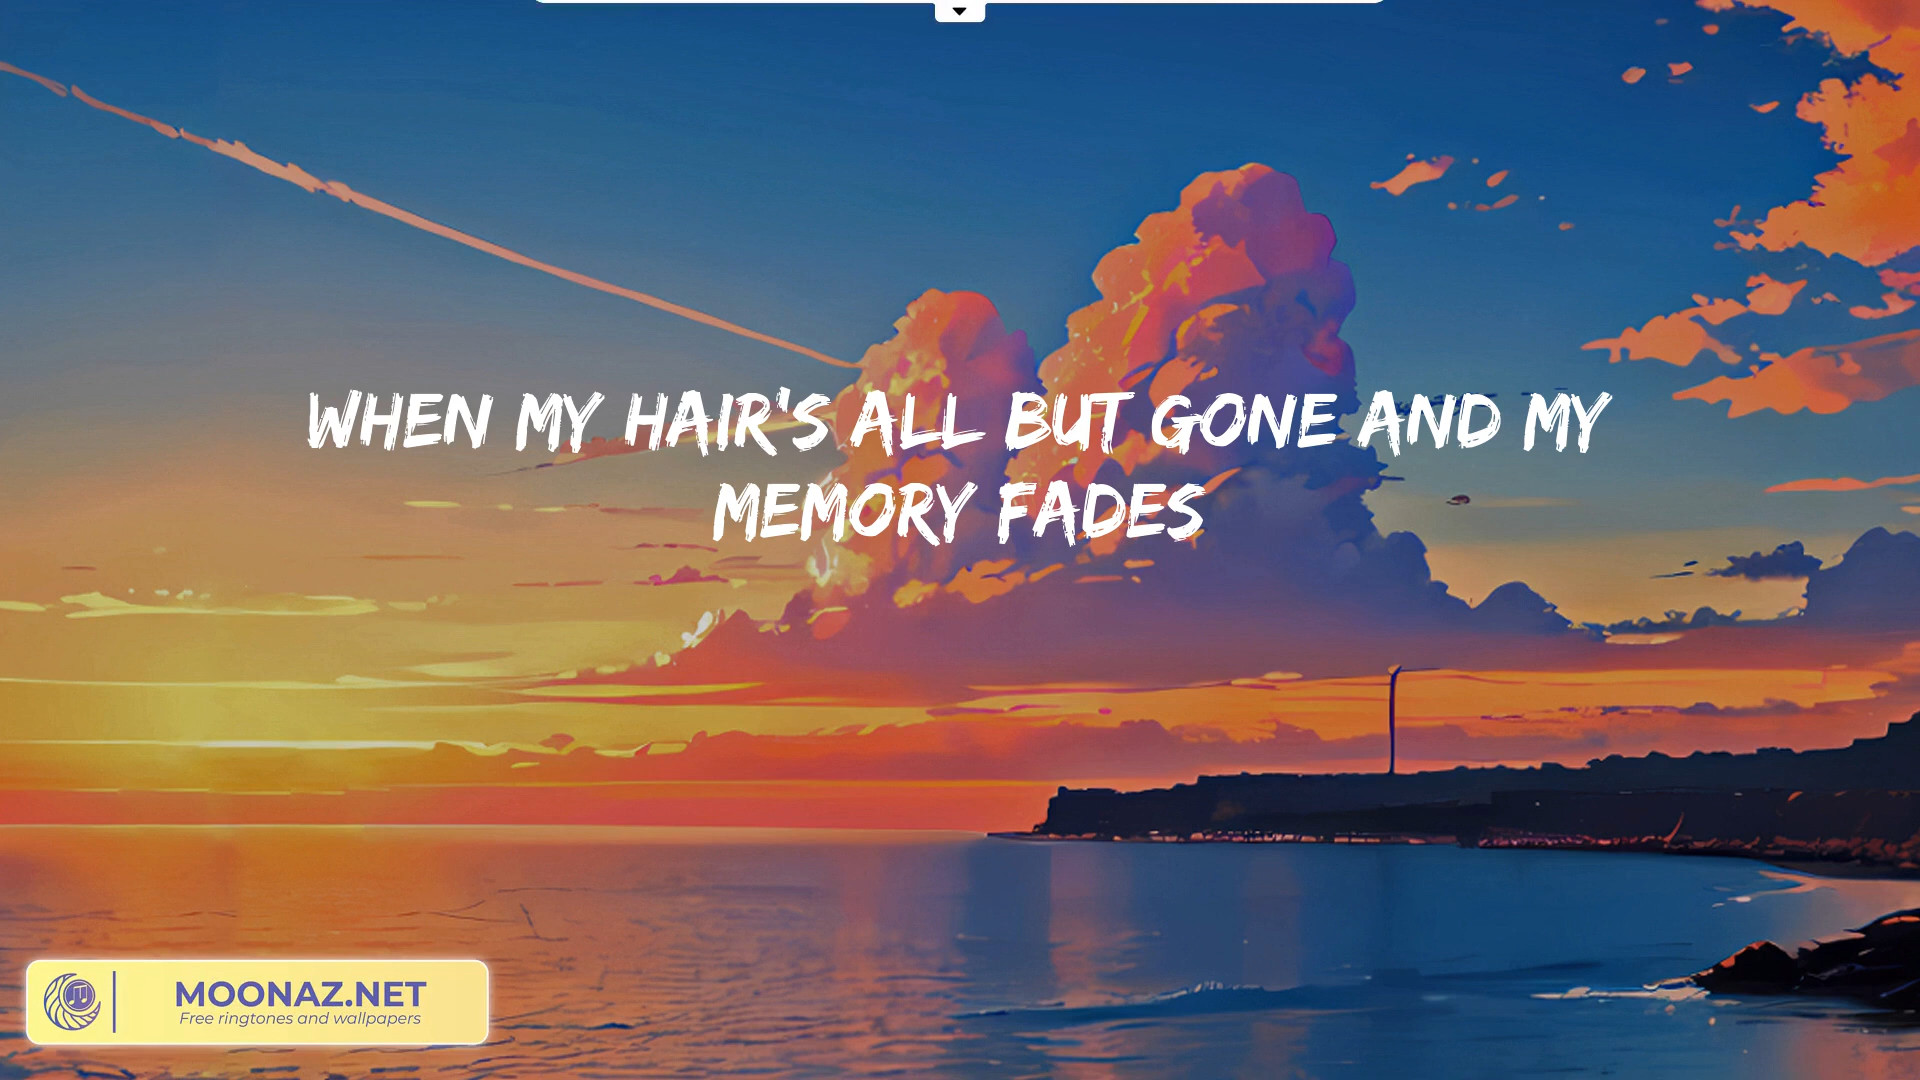 WHEN MY HAIR'S ALL BUT GONE AND MY
MEMORY FADES
MOONAZ.NET
Free ringtones and wallpapers